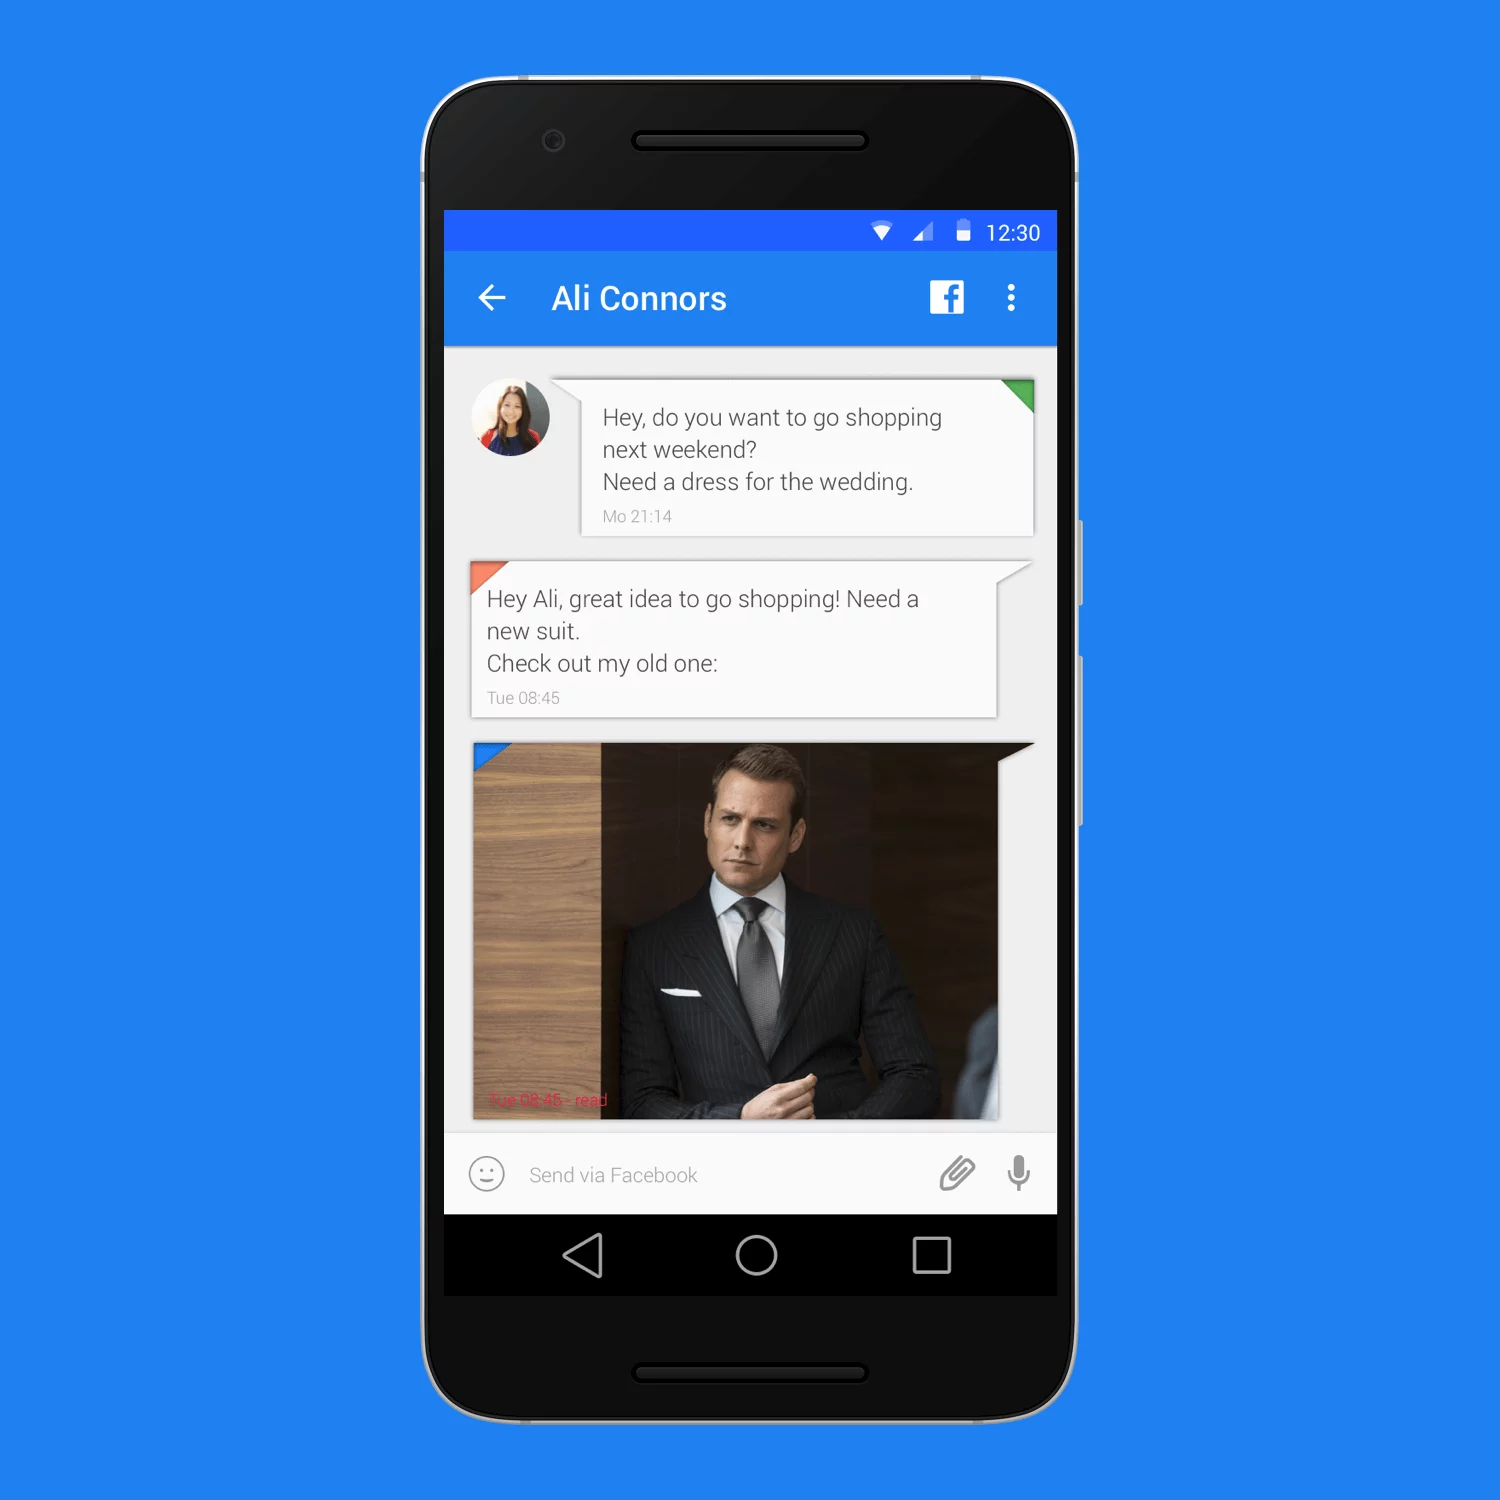 12:30
Ali Connors
Hey, do you want to go shopping
next weekend?
Need a dress for the wedding.
Mo 21:14
Hey Ali, great idea to go shopping! Need a
new suit.
Check out my old one:
Tue 08:45
Tue 08:45 - read
Send via Facebook